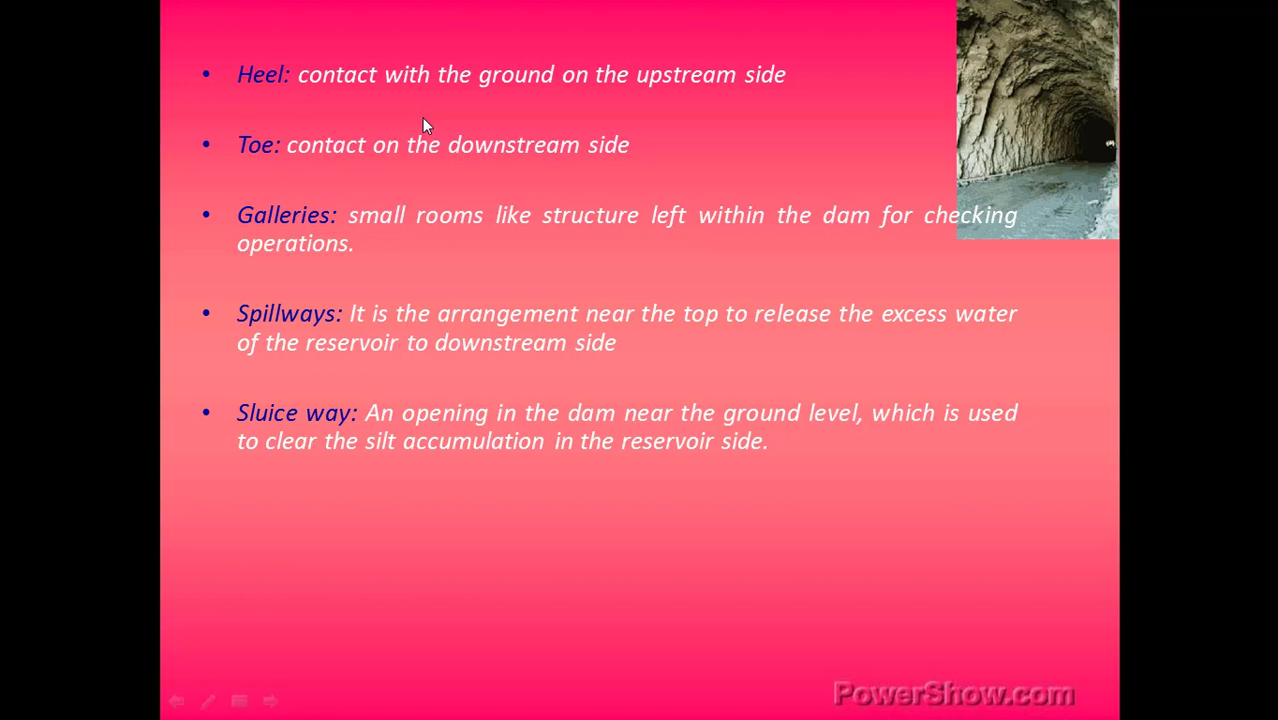 • Heel: contact with the ground on the upstream side
• Toe: contact on the downstream side
• Galleries: small rooms like structure left within the dam for checking
operations.
• Spillways: It is the arrangement near the top to release the excess water
of the reservoir to downstream side
• Sluice way: An opening in the dam near the ground level, which is used
to clear the silt accumulation in the reservoir side.
PowerShow.com